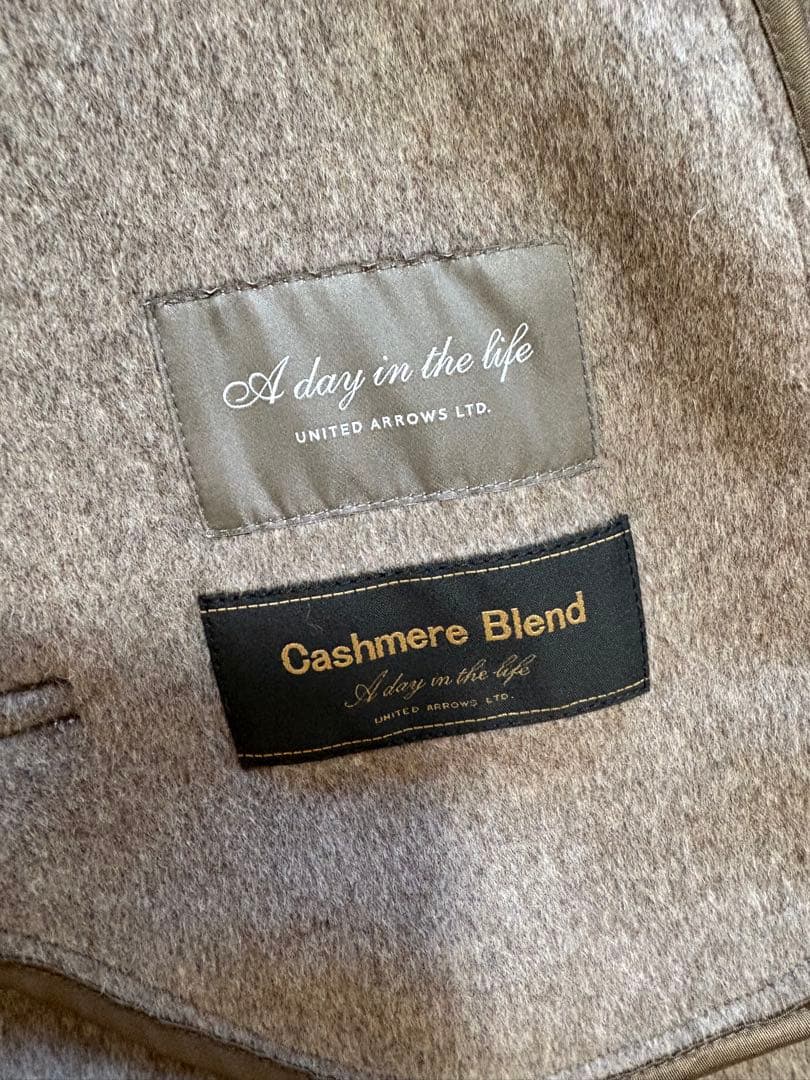 A day in the life
UNITED ARROWS LTD.
Cashmere Blend
A day in the life
UNITED ARROWS LTD.